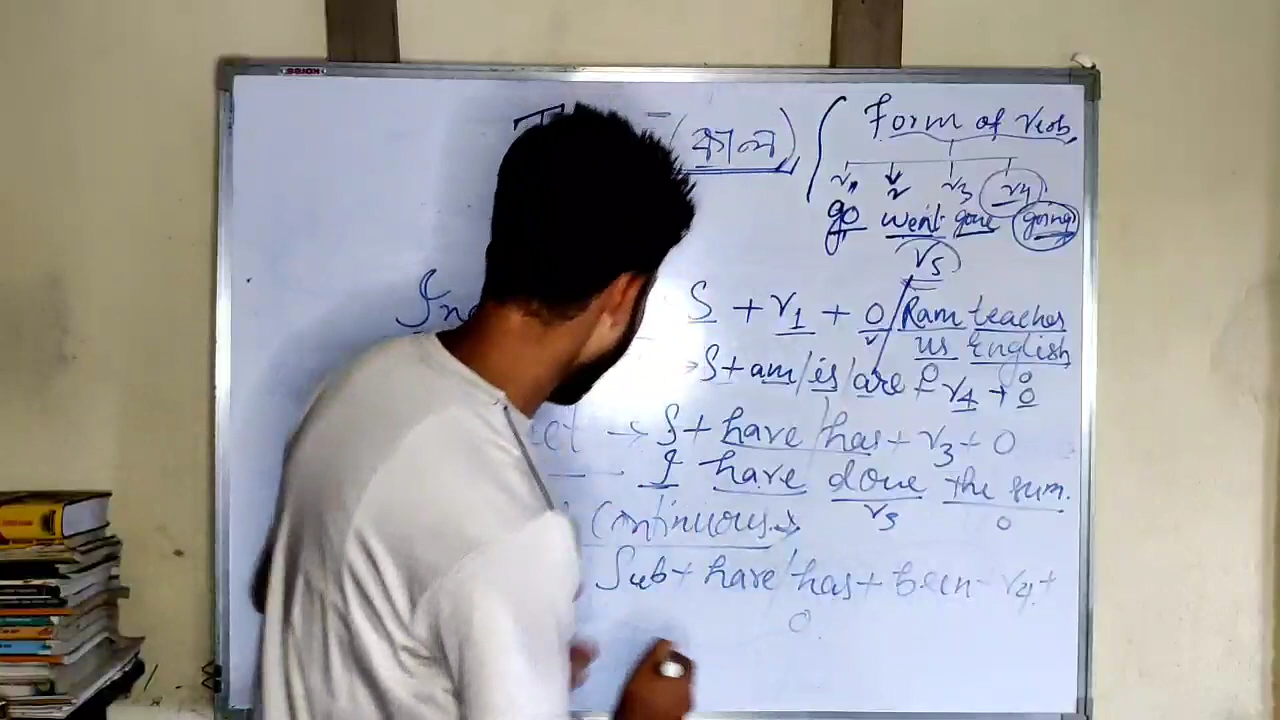 (काल)
Form of Verb
V1 V2 V3 V4
go went gone going
V5
S + V1 + O / Ram teaches
us English
→ S + am/is/are + V4 + O
→ S + have/has + V3 + O
I have done the sum.
V3 O
Continuous →
Sub + have/has + been - V4 +
O